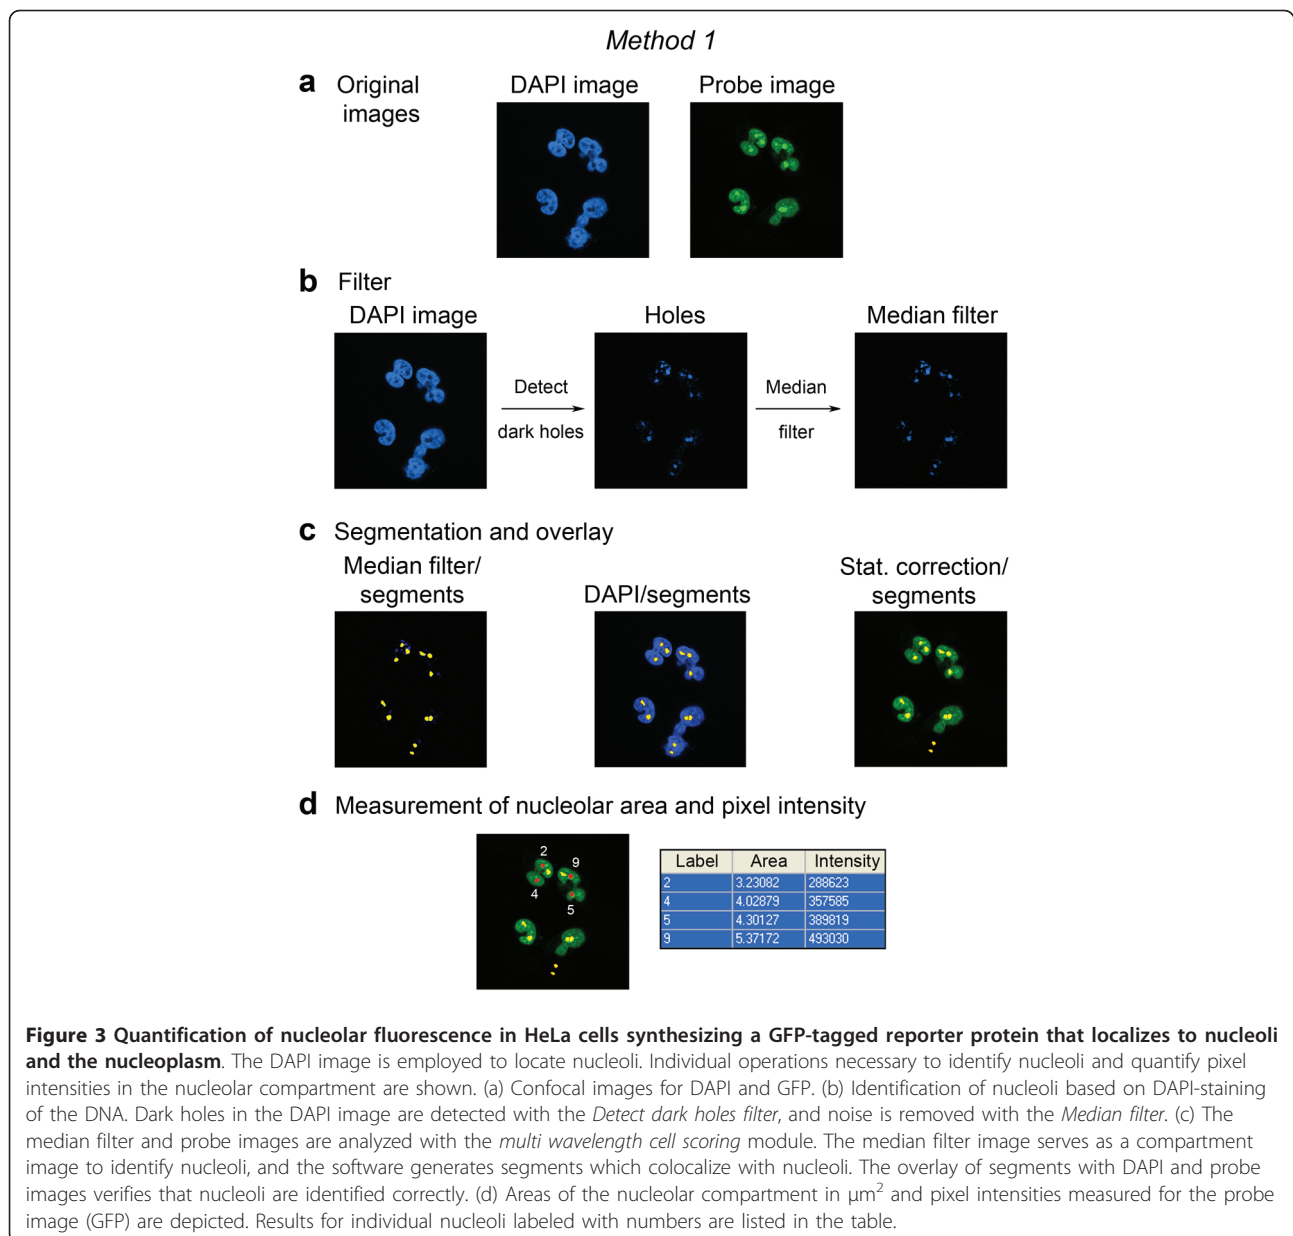 Method 1
a Original images
DAPI image
Probe image
b Filter
DAPI image
Holes
Median filter
Detect
dark holes
Median
filter
c Segmentation and overlay
Median filter/
segments
DAPI/segments
Stat. correction/
segments
d Measurement of nucleolar area and pixel intensity
2
9
4
5
Label Area Intensity
2 3.23082 288623
4 4.02879 357585
5 4.30127 389819
9 5.37172 493030
Figure 3 Quantification of nucleolar fluorescence in HeLa cells synthesizing a GFP-tagged reporter protein that localizes to nucleoli
and the nucleoplasm. The DAPI image is employed to locate nucleoli. Individual operations necessary to identify nucleoli and quantify pixel
intensities in the nucleolar compartment are shown. (a) Confocal images for DAPI and GFP. (b) Identification of nucleoli based on DAPI-staining
of the DNA. Dark holes in the DAPI image are detected with the Detect dark holes filter, and noise is removed with the Median filter. (c) The
median filter and probe images are analyzed with the multi wavelength cell scoring module. The median filter image serves as a compartment
image to identify nucleoli, and the software generates segments which colocalize with nucleoli. The overlay of segments with DAPI and probe
images verifies that nucleoli are identified correctly. (d) Areas of the nucleolar compartment in μm² and pixel intensities measured for the probe
image (GFP) are depicted. Results for individual nucleoli labeled with numbers are listed in the table.